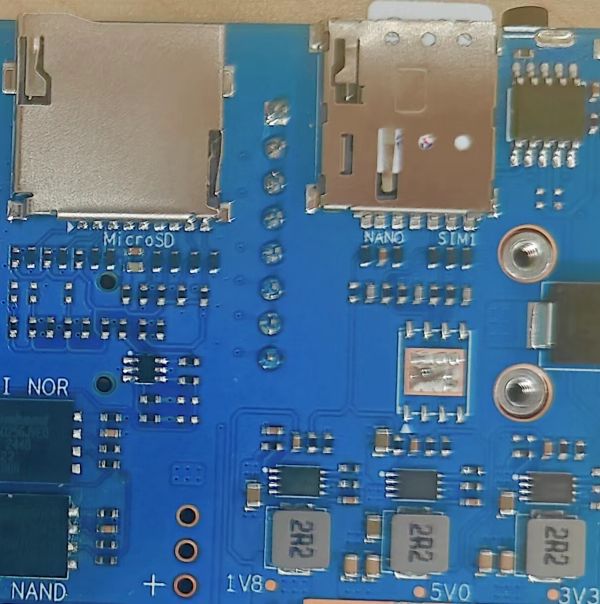 MicroSD
NANO SIM1
I NOR
2R2
2R2
2R2
NAND
+
1V8
5V0
3V3